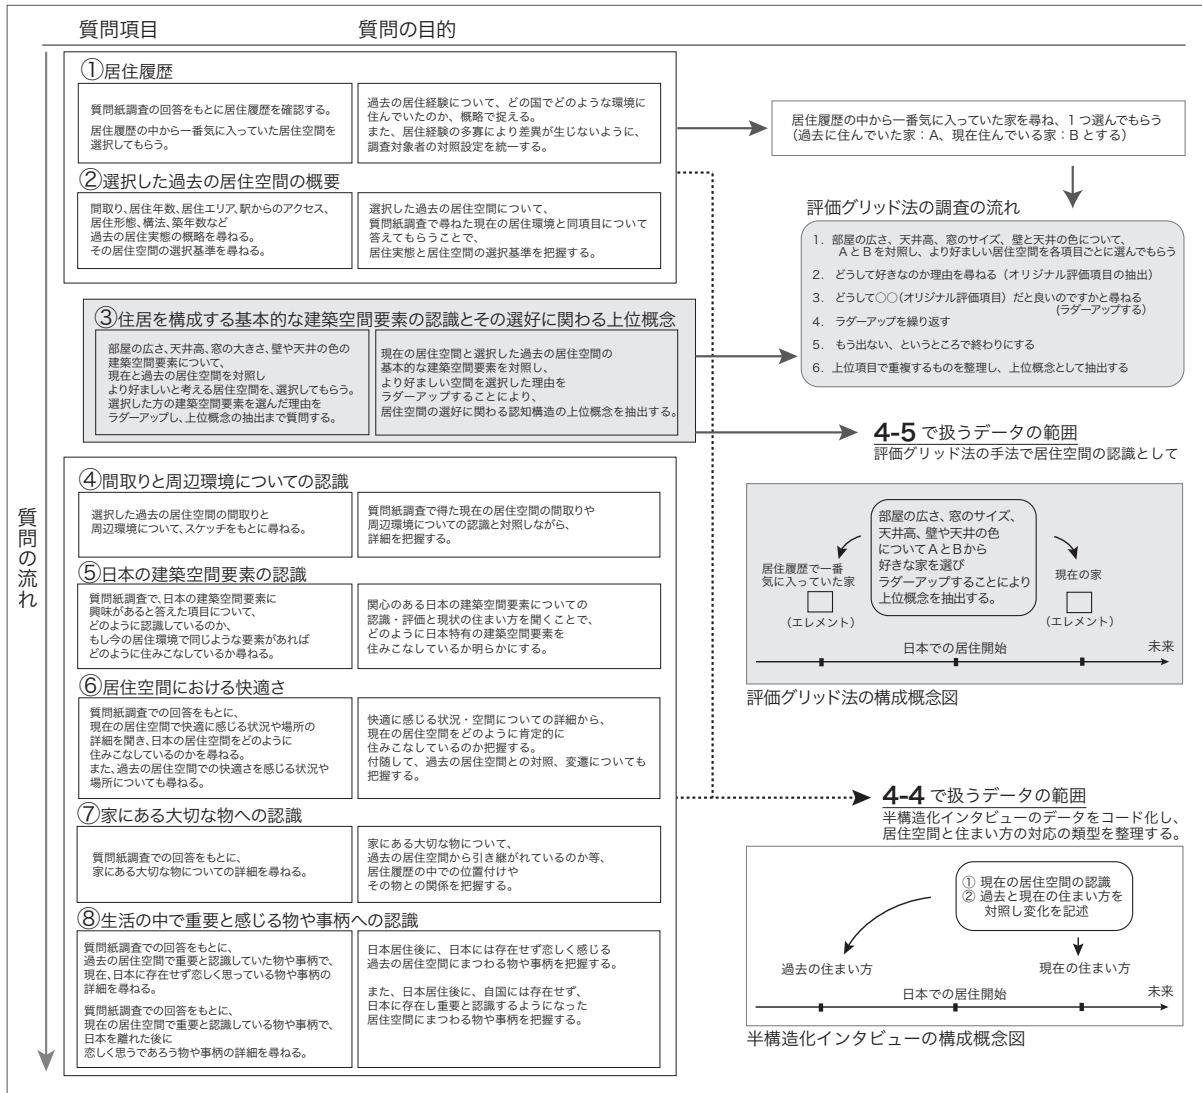 質問項目
質問の目的
質問の流れ
①居住履歴
質問紙調査の回答をもとに居住履歴を確認する。
居住履歴の中から一番気に入っていた居住空間を
選択してもらう。
過去の居住経験について、どの国でどのような環境に
住んでいたのか、概略で捉える。
また、居住経験の多寡により差異が生じないように、
調査対象者の対照設定を統一する。
②選択した過去の居住空間の概要
間取り、居住年数、居住エリア、駅からのアクセス、
居住形態、構法、築年数など
過去の居住実態の概略を尋ねる。
その居住空間の選択基準を尋ねる。
選択した過去の居住空間について、
質問紙調査で尋ねた現在の居住環境と同項目について
答えてもらうことで、
居住実態と居住空間の選択基準を把握する。
③住居を構成する基本的な建築空間要素の認識とその選好に関わる上位概念
部屋の広さ、天井高、窓の大きさ、壁や天井の色の
建築空間要素について、
現在と過去の居住空間を対照し
より好ましいと考える居住空間を、選択してもらう。
選択した方の建築空間要素を選んだ理由を
ラダーアップし、上位概念の抽出まで質問する。
現在の居住空間と選択した過去の居住空間の
基本的な建築空間要素を対照し、
より好ましい空間を選択した理由を
ラダーアップすることにより、
居住空間の選好に関わる認知構造の上位概念を抽出する。
④間取りと周辺環境についての認識
選択した過去の居住空間の間取りと
周辺環境について、スケッチをもとに尋ねる。
質問紙調査で得た現在の居住空間の間取りや
周辺環境についての認識と対照しながら、
詳細を把握する。
⑤日本の建築空間要素の認識
質問紙調査で、日本の建築空間要素に
興味があると答えた項目について、
どのように認識しているのか、
もし今の居住環境で同じような要素があれば
どのように住みこなしているか尋ねる。
関心のある日本の建築空間要素についての
認識・評価と現状の住まい方を聞くことで、
どのように日本特有の建築空間要素を
住みこなしているか明らかにする。
⑥居住空間における快適さ
質問紙調査での回答をもとに、
現在の居住空間で快適に感じる状況や場所の
詳細を聞き、日本の居住空間をどのように
住みこなしているのかを尋ねる。
また、過去の居住空間での快適さを感じる状況や
場所についても尋ねる。
快適に感じる状況・空間についての詳細から、
現在の居住空間をどのように肯定的に
住みこなしているのか把握する。
付随して、過去の居住空間との対照、変遷についても
把握する。
⑦家にある大切な物への認識
質問紙調査での回答をもとに、
家にある大切な物についての詳細を尋ねる。
家にある大切な物について、
過去の居住空間から引き継がれているのか等、
居住履歴の中での位置付けや
その物との関係を把握する。
⑧生活の中で重要と感じる物や事柄への認識
質問紙調査での回答をもとに、
過去の居住空間で重要と認識していた物や事柄で、
現在、日本に存在せず恋しく思っている物や事柄の
詳細を尋ねる。
質問紙調査での回答をもとに、
現在の居住空間で重要と認識している物や事柄で、
日本を離れた後に
恋しく思うであろう物や事柄の詳細を尋ねる。
日本居住後に、日本には存在せず恋しく感じる
過去の居住空間にまつわる物や事柄を把握する。
また、日本居住後に、自国には存在せず、
日本に存在し重要と認識するようになった
居住空間にまつわる物や事柄を把握する。
居住履歴の中から一番気に入っていた家を尋ね、1つ選んでもらう
（過去に住んでいた家：A、現在住んでいる家：Bとする）
評価グリッド法の調査の流れ
1. 部屋の広さ、天井高、窓のサイズ、壁と天井の色について、
AとBを対照し、より好ましい居住空間を各項目ごとに選んでもらう
2. どうして好きなのか理由を尋ねる（オリジナル評価項目の抽出）
3. どうして○○（オリジナル評価項目）だと良いのですかと尋ねる
（ラダーアップする）
4. ラダーアップを繰り返す
5. もう出ない、というところで終わりにする
6. 上位項目で重複するものを整理し、上位概念として抽出する
4-5 で扱うデータの範囲
評価グリッド法の手法で居住空間の認識として
部屋の広さ、窓のサイズ、
天井高、壁や天井の色
についてAとBから
好きな家を選び
ラダーアップすることにより
上位概念を抽出する。
居住履歴で一番
気に入っていた家
（エレメント）
現在の家
（エレメント）
日本での居住開始
未来
評価グリッド法の構成概念図
4-4 で扱うデータの範囲
半構造化インタビューのデータをコード化し、
居住空間と住まい方の対応の類型を整理する。
① 現在の居住空間の認識
② 過去と現在の住まい方を
対照し変化を記述
過去の住まい方
現在の住まい方
日本での居住開始
未来
半構造化インタビューの構成概念図